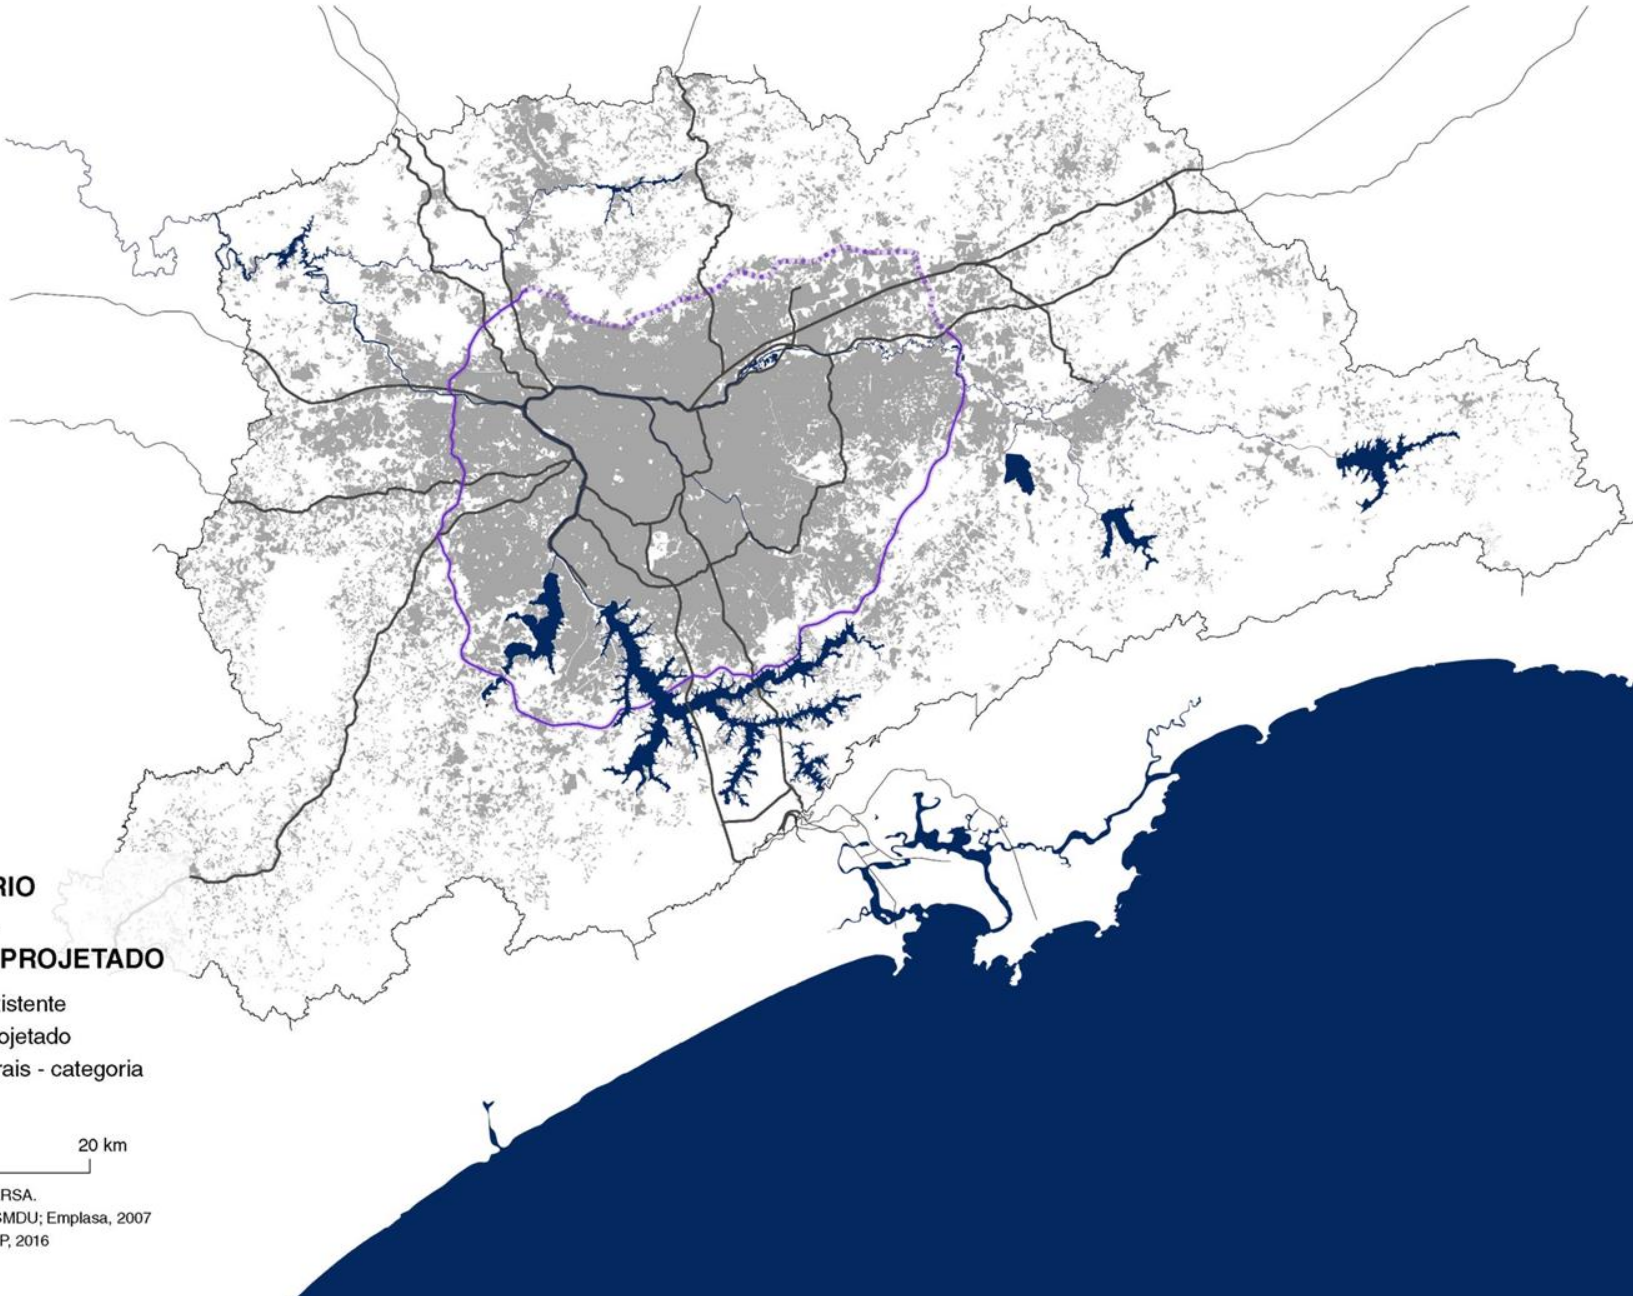 RIO
PROJETADO
istente
ojetado
rais - categoria
20 km
RSA.
SMDU; Emplasa, 2007
P, 2016